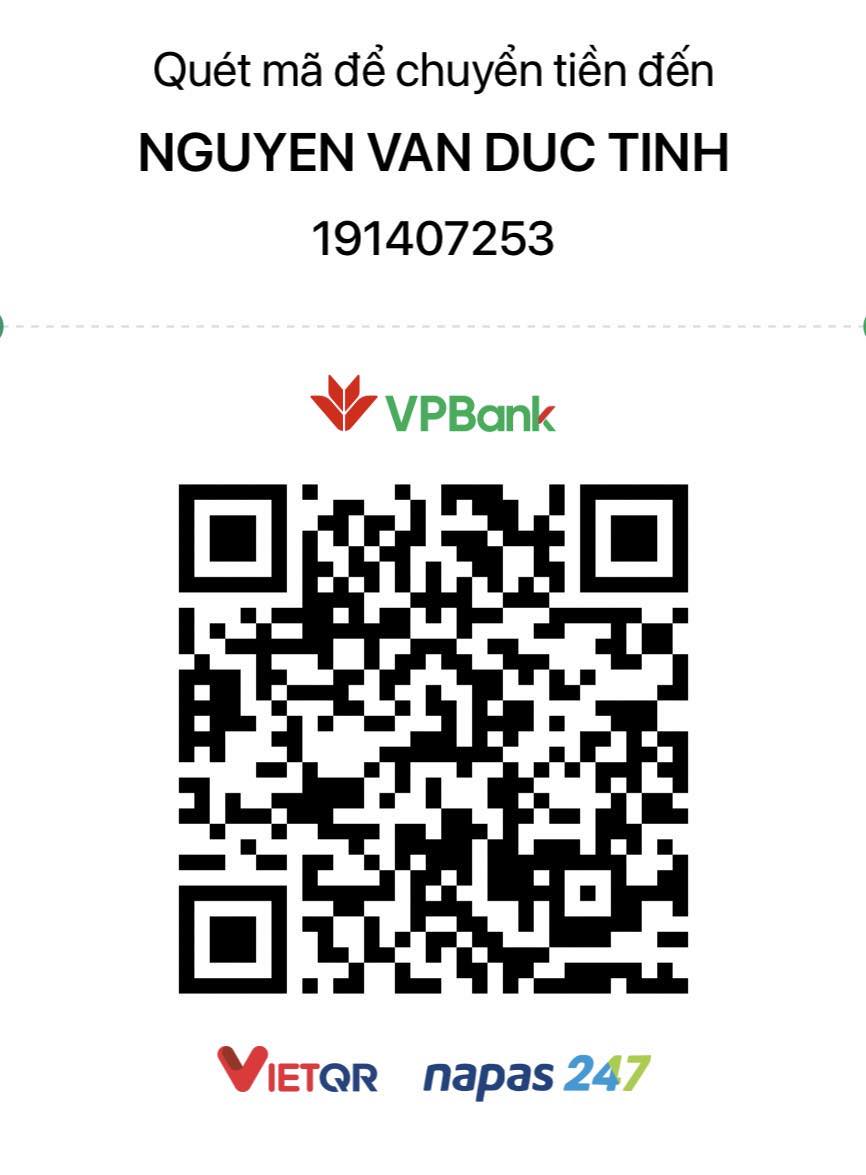 Quét mã để chuyển tiền đến
NGUYEN VAN DUC TINH
191407253
VPBank
VIETQR
napas 247